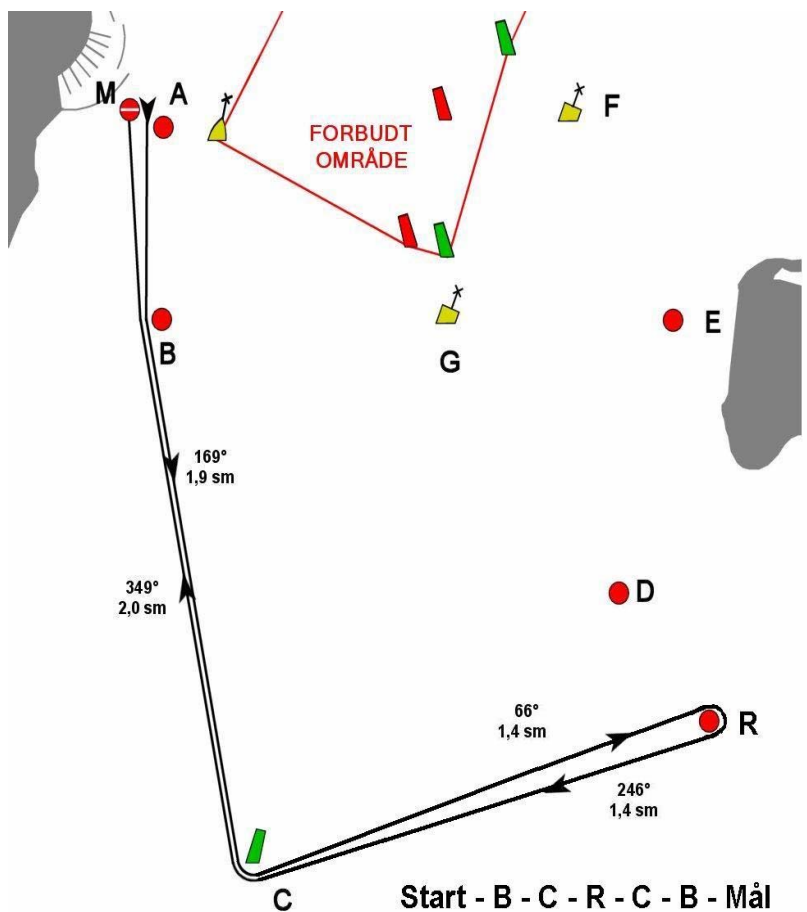 M
A
F
FORBUDT
OMRÅDE
B
G
E
169°
1,9 sm
349°
2,0 sm
D
66°
1,4 sm
R
246°
1,4 sm
C
Start - B - C - R - C - B - Mål